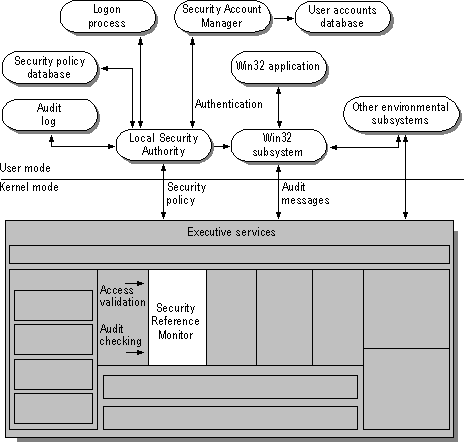 Logon
process
Security Account
Manager
User accounts
database
Security policy
database
Win32 application
Audit
log
Authentication
Other environmental
subsystems
Local Security
Authority
Win32
subsystem
User mode
Kernel mode
Security
policy
Audit
messages
Executive services
Access
validation
Audit
checking
Security
Reference
Monitor